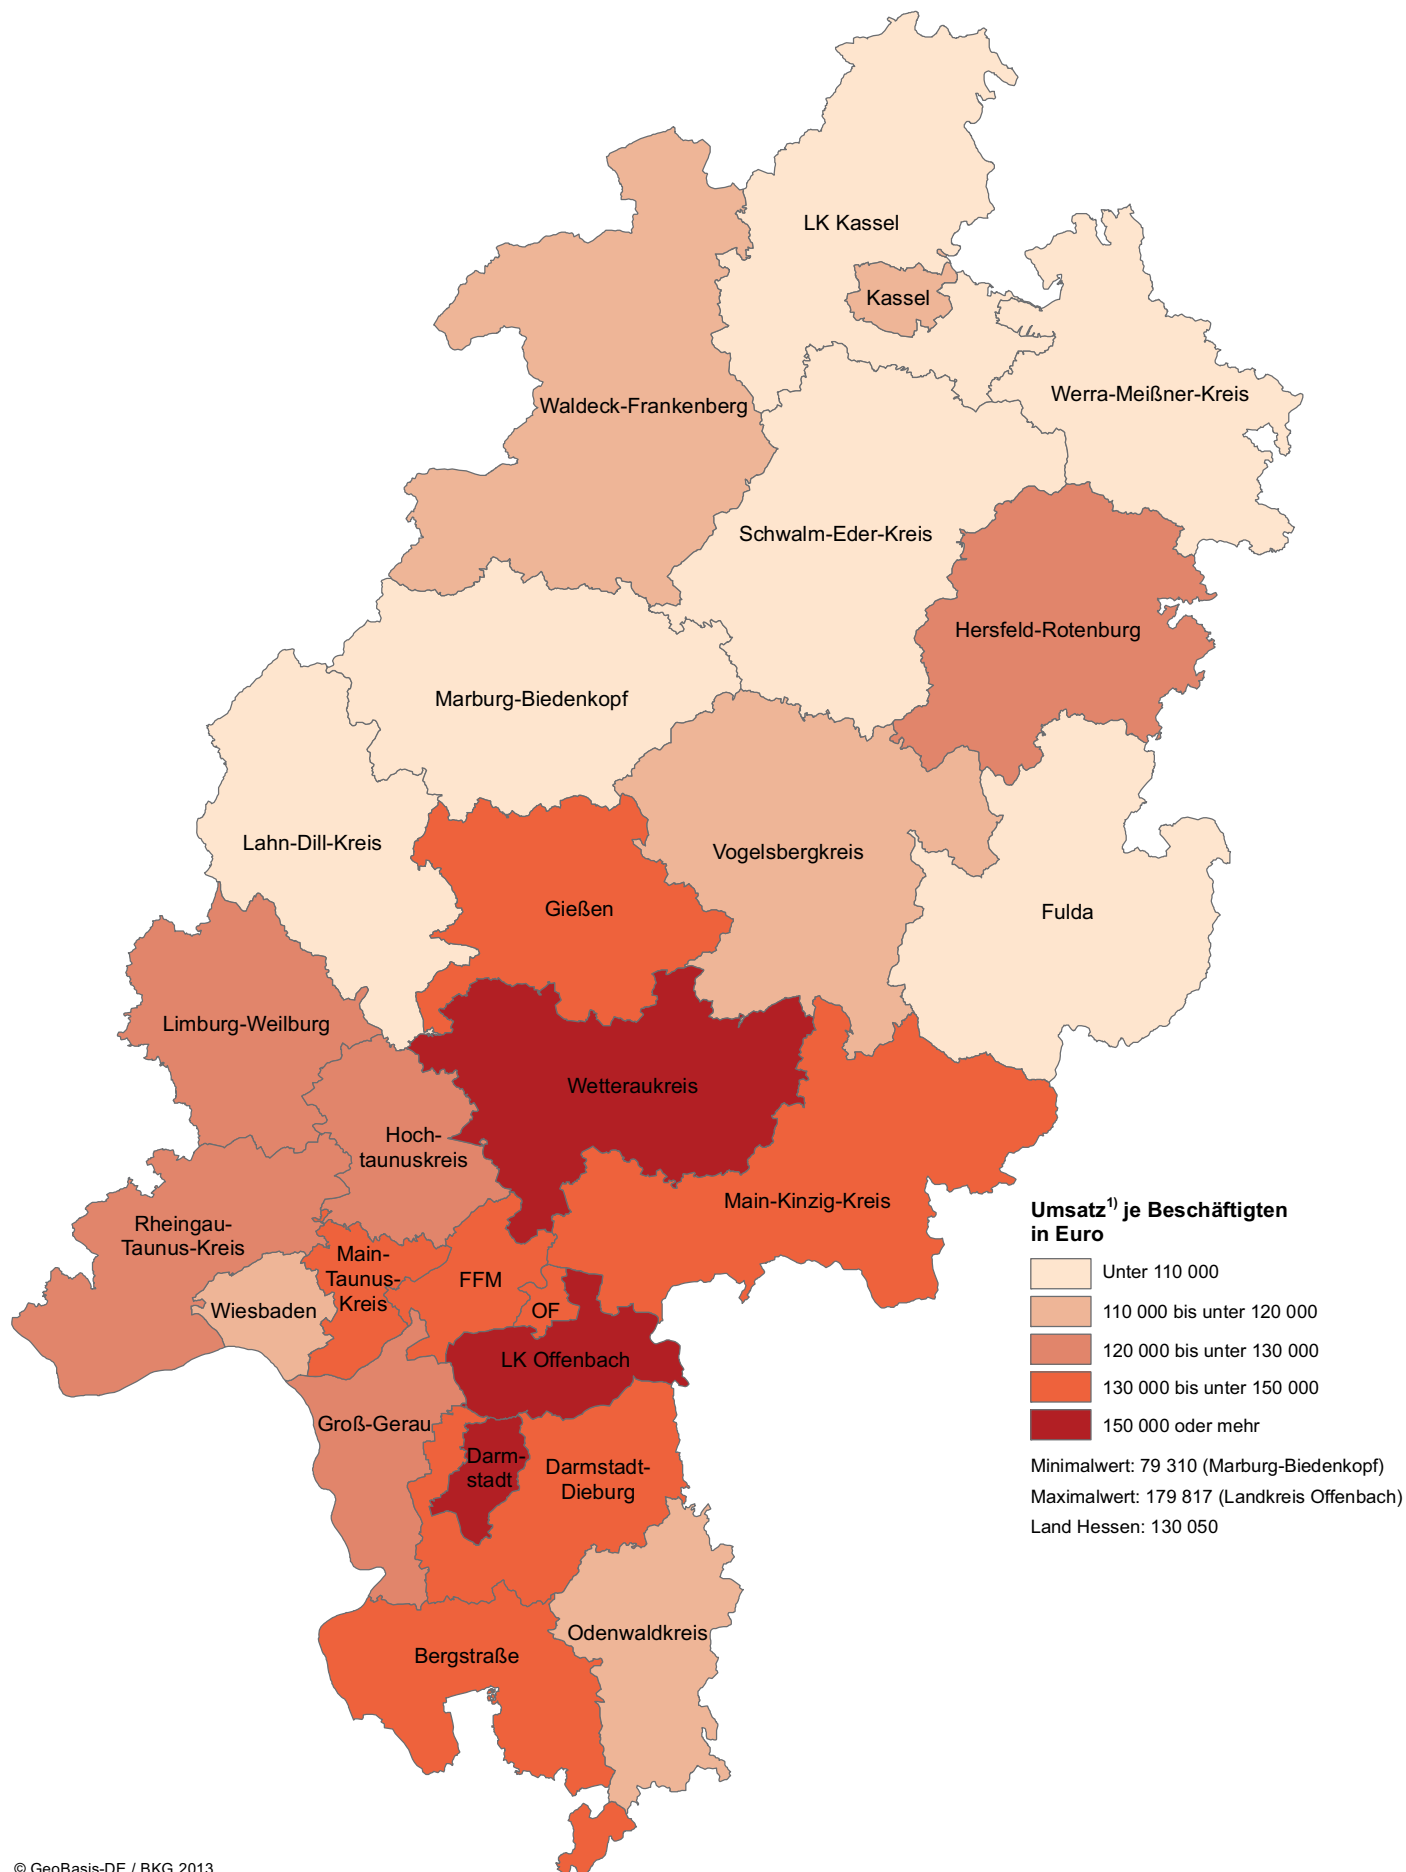 LK Kassel
Kassel
Werra-Meißner-Kreis
Waldeck-Frankenberg
Schwalm-Eder-Kreis
Hersfeld-Rotenburg
Marburg-Biedenkopf
Lahn-Dill-Kreis
Vogelsbergkreis
Gießen
Fulda
Limburg-Weilburg
Wetteraukreis
Hoch-
taunuskreis
Main-Kinzig-Kreis
Rheingau-
Taunus-Kreis
Main-
Taunus-
Kreis
FFM
Wiesbaden
OF
LK Offenbach
Groß-Gerau
Darm-
stadt
Darmstadt-
Dieburg
Odenwaldkreis
Bergstraße
Umsatz1) je Beschäftigten
in Euro
Unter 110 000
110 000 bis unter 120 000
120 000 bis unter 130 000
130 000 bis unter 150 000
150 000 oder mehr
Minimalwert: 79 310 (Marburg-Biedenkopf)
Maximalwert: 179 817 (Landkreis Offenbach)
Land Hessen: 130 050
© GeoBasis-DE / BKG 2013